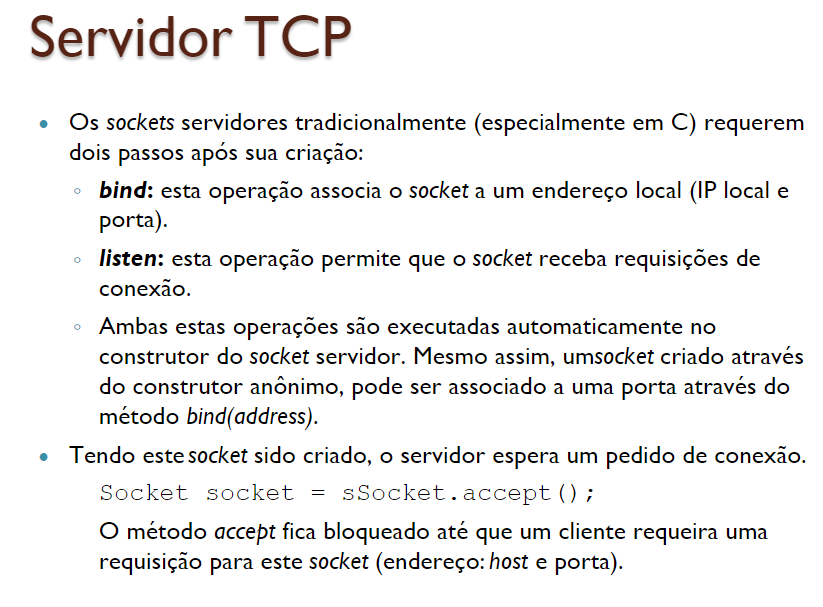 Servidor TCP
• Os sockets servidores tradicionalmente (especialmente em C) requerem
dois passos após sua criação:
◦ bind: esta operação associa o socket a um endereço local (IP local e
porta).
◦ listen: esta operação permite que o socket receba requisições de
conexão.
◦ Ambas estas operações são executadas automaticamente no
construtor do socket servidor. Mesmo assim, umsocket criado através
do construtor anônimo, pode ser associado a uma porta através do
método bind(address).
• Tendo este socket sido criado, o servidor espera um pedido de conexão.
Socket socket = sSocket.accept();
O método accept fica bloqueado até que um cliente requeira uma
requisição para este socket (endereço: host e porta).